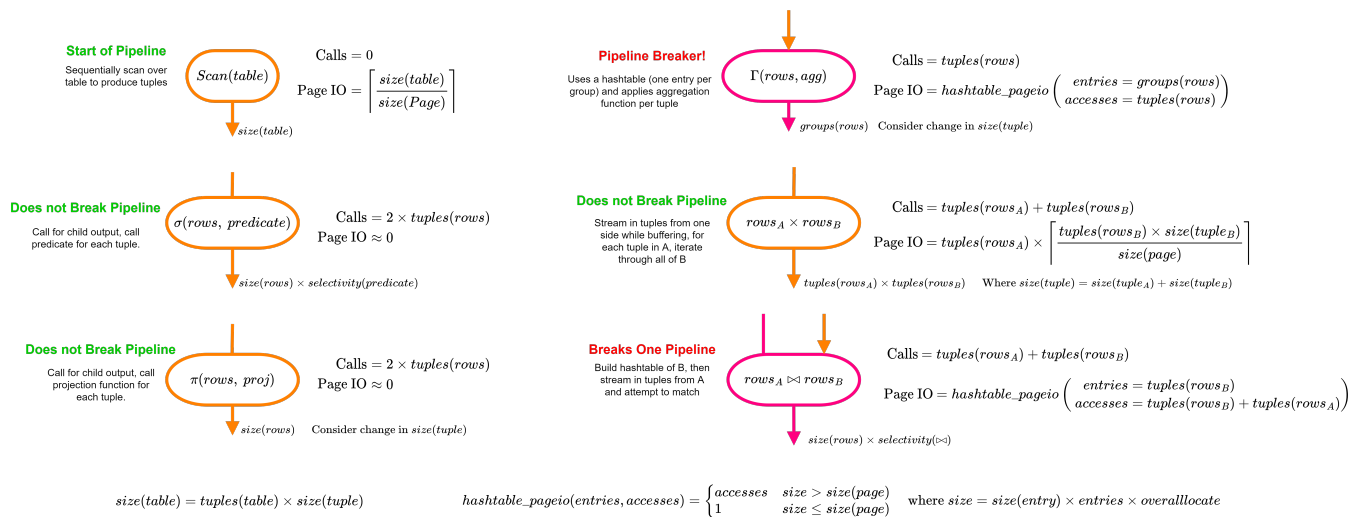 Start of Pipeline
Sequentially scan over
table to produce tuples
Scan(table)
Calls = 0
Page IO = ⌈size(table) / size(Page)⌉
size(table)
Does not Break Pipeline
Call for child output, call
predicate for each tuple.
σ(rows, predicate)
Calls = 2 × tuples(rows)
Page IO ≈ 0
size(rows) × selectivity(predicate)
Does not Break Pipeline
Call for child output, call
projection function for
each tuple.
π(rows, proj)
Calls = 2 × tuples(rows)
Page IO ≈ 0
size(rows) Consider change in size(tuple)
Pipeline Breaker!
Uses a hashtable (one entry per
group) and applies aggregation
function per tuple
Γ(rows, agg)
Calls = tuples(rows)
Page IO = hashtable_pageio ( entries = groups(rows)
accesses = tuples(rows) )
groups(rows) Consider change in size(tuple)
Does not Break Pipeline
Stream in tuples from one
side while buffering, for
each tuple in A, iterate
through all of B
rows_A × rows_B
Calls = tuples(rows_A) + tuples(rows_B)
Page IO = tuples(rows_A) × ⌈tuples(rows_B) × size(tuple_B) / size(page)⌉
tuples(rows_A) × tuples(rows_B) Where size(tuple) = size(tuple_A) + size(tuple_B)
Breaks One Pipeline
Build hashtable of B, then
stream in tuples from A
and attempt to match
rows_A ⋈ rows_B
Calls = tuples(rows_A) + tuples(rows_B)
Page IO = hashtable_pageio ( entries = tuples(rows_B)
accesses = tuples(rows_B) + tuples(rows_A) )
size(rows) × selectivity(⋈)
size(table) = tuples(table) × size(tuple)
hashtable_pageio(entries, accesses) = { accesses size > size(page)
1 size ≤ size(page)
where size = size(entry) × entries × overalllocate